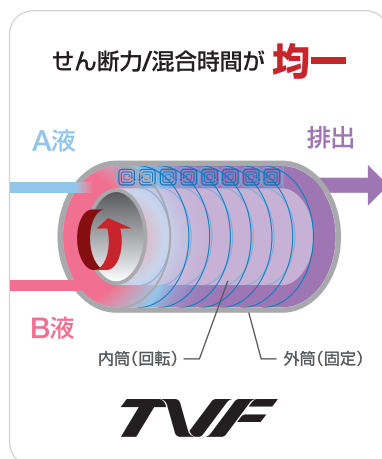 せん断力/混合時間が 均一
A液
排出
B液
内筒(回転)
外筒(固定)
TVF